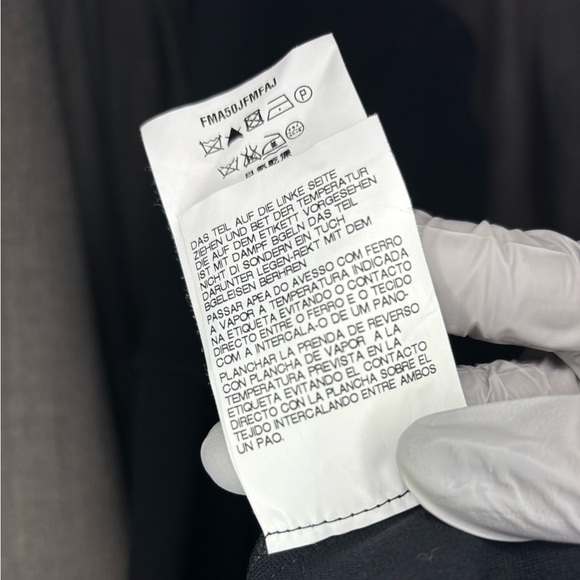 FMA50JFMFAJ
P
DAS TEIL AUF DIE LINKE SEITE
ZIEHEN UND BET DER TEMPERATUR
DIE AUF DEM ETIKETT VORGESEHEN
IST MIT DAMPF BGELN DAS TEIL
NICHT DI SONDERN EIN TUCH
DARUNTER LEGEN-REKT MIT DEM
BGELEISEN BERHREN
PASSAR APEA DO AVESSO COM FERRO
A VAPOR A TEMPERATURA INDICADA
NA ETIQUETA EVITANDO O CONTACTO
DIRECTO ENTRE O FERRO E O TEJIDO
COM A INTERCALA-O DE UM PANC-
PLANCHAR LA PRENDA DE REVERSO
CON PLANCHA DE VAPOR A LA
TEMPERATURA PREVISTA EN LA
ETIQUETA EVITANDO EL CONTACTO
DIRECTO CON LA PLANCHA SOBRE EL
TEJIDO INTERCALANDO ENTRE AMBOS
UN PAQ.